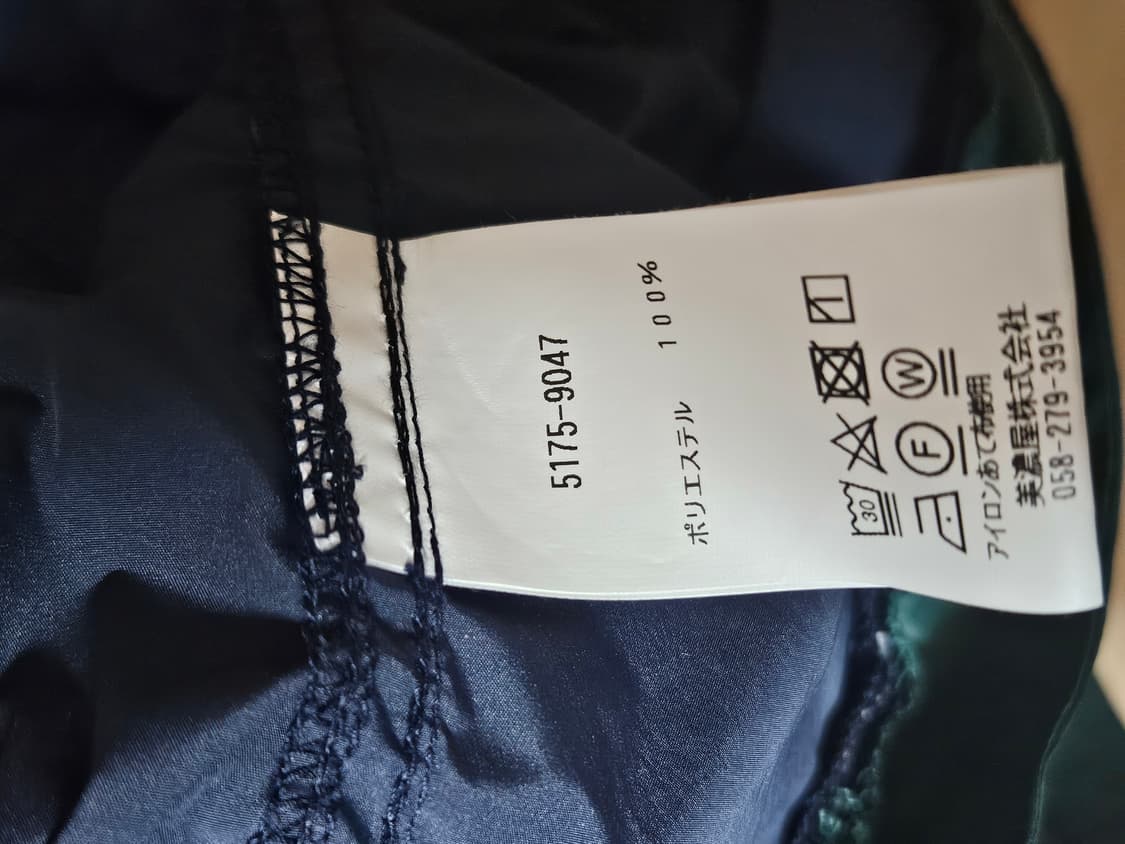 5175-9047
ポリエステル 100%
30
F W
アイロンあて布使用
美濃屋株式会社
058-279-3954